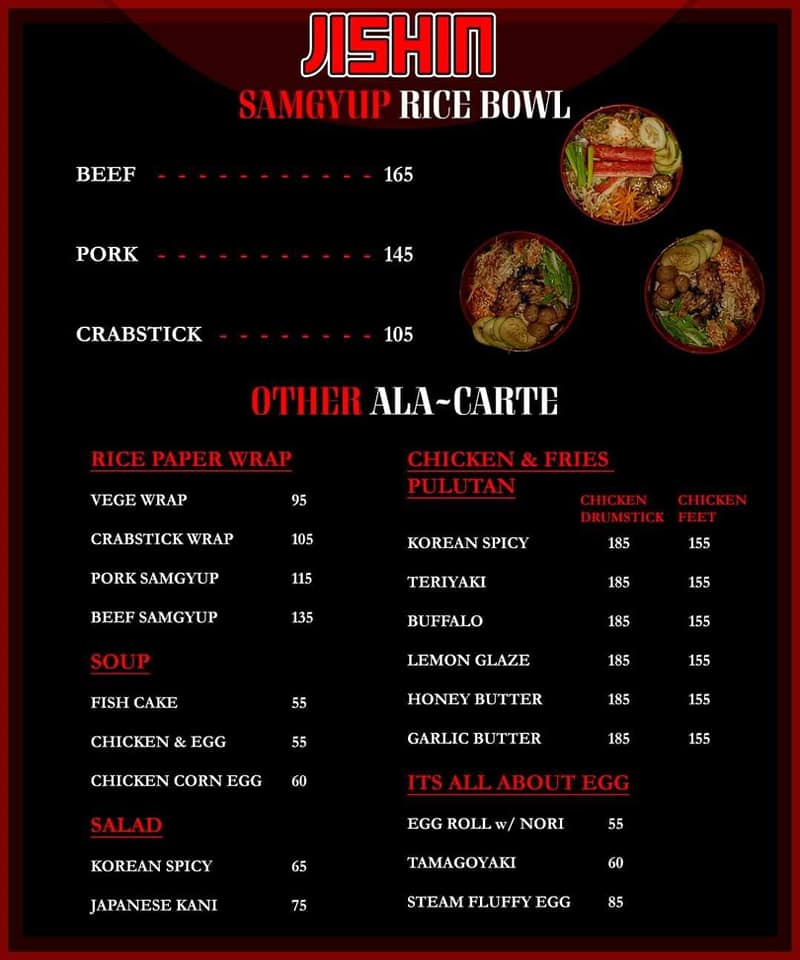 JISHIN
SAMGYUP RICE BOWL
BEEF - - - - - - - - - - - 165
PORK - - - - - - - - - - - 145
CRABSTICK - - - - - - - - 105
OTHER ALA~CARTE
RICE PAPER WRAP
VEGE WRAP 95
CRABSTICK WRAP 105
PORK SAMGYUP 115
BEEF SAMGYUP 135
SOUP
FISH CAKE 55
CHICKEN & EGG 55
CHICKEN CORN EGG 60
SALAD
KOREAN SPICY 65
JAPANESE KANI 75
CHICKEN & FRIES
PULUTAN
CHICKEN CHICKEN
DRUMSTICK FEET
KOREAN SPICY 185 155
TERIYAKI 185 155
BUFFALO 185 155
LEMON GLAZE 185 155
HONEY BUTTER 185 155
GARLIC BUTTER 185 155
ITS ALL ABOUT EGG
EGG ROLL w/ NORI 55
TAMAGOYAKI 60
STEAM FLUFFY EGG 85